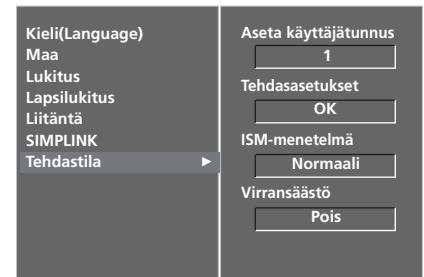 Kieli(Language)
Maa
Lukitus
Lapsilukitus
Liitäntä
SIMPLINK
Tehdastila ►
Aseta käyttäjätunnus
1
Tehdasasetukset
OK
ISM-menetelmä
Normaali
Virransäästö
Pois